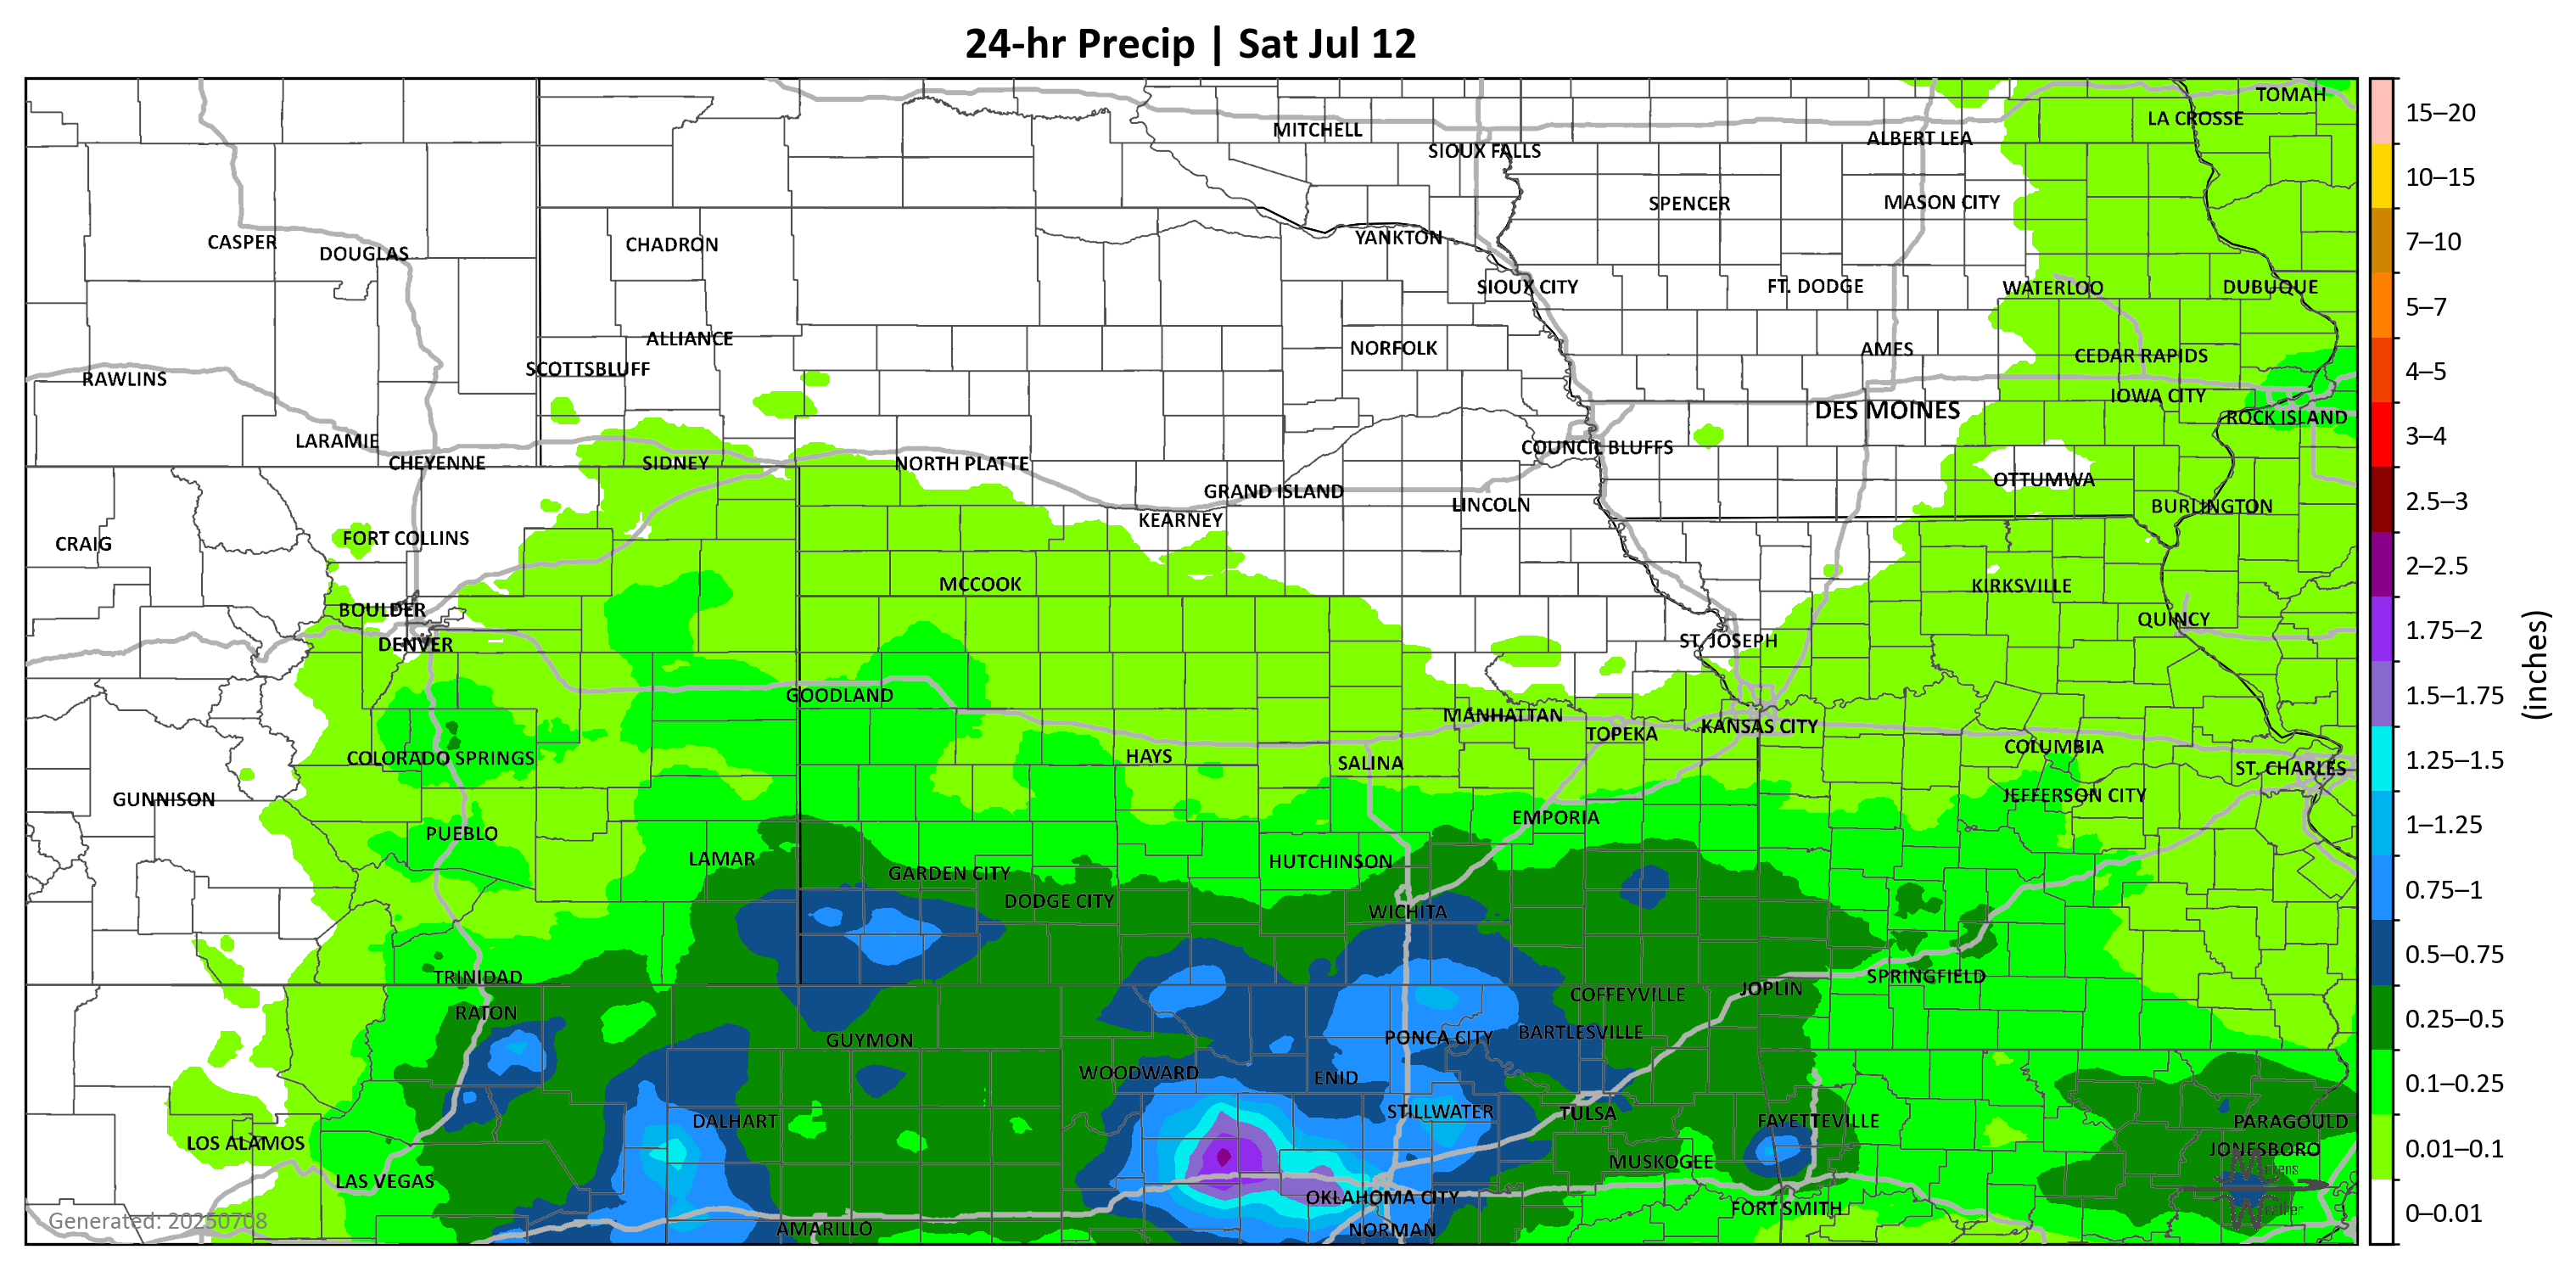 24-hr Precip | Sat Jul 12
TOMAH
LA CROSSE
MITCHELL
ALBERT LEA
SIOUX FALLS
SPENCER
MASON CITY
YANKTON
CASPER
CHADRON
DOUGLAS
SIOUX CITY
FT. DODGE
WATERLOO
DUBUQUE
ALLIANCE
NORFOLK
AMES
CEDAR RAPIDS
SCOTTSBLUFF
RAWLINS
IOWA CITY
DES MOINES
ROCK ISLAND
LARAMIE
COUNCIL BLUFFS
CHEYENNE
SIDNEY
NORTH PLATTE
OTTUMWA
GRAND ISLAND
LINCOLN
BURLINGTON
KEARNEY
FORT COLLINS
CRAIG
MCCOOK
KIRKSVILLE
BOULDER
QUINCY
DENVER
ST. JOSEPH
GOODLAND
MANHATTAN
KANSAS CITY
TOPEKA
COLUMBIA
COLORADO SPRINGS
HAYS
SALINA
ST. CHARLES
GUNNISON
JEFFERSON CITY
EMPORIA
PUEBLO
LAMAR
HUTCHINSON
GARDEN CITY
DODGE CITY
WICHITA
TRINIDAD
SPRINGFIELD
JOPLIN
COFFEYVILLE
RATON
BARTLESVILLE
GUYMON
PONCA CITY
WOODWARD
ENID
STILLWATER
TULSA
DALHART
FAYETTEVILLE
PARAGOULD
LOS ALAMOS
JONESBORO
MUSKOGEE
LAS VEGAS
OKLAHOMA CITY
FORT SMITH
AMARILLO
NORMAN
Generated: 20250708
15–20
10–15
7–10
5–7
4–5
3–4
2.5–3
2–2.5
1.75–2
1.5–1.75
1.25–1.5
1–1.25
0.75–1
0.5–0.75
0.25–0.5
0.1–0.25
0.01–0.1
0–0.01
(inches)